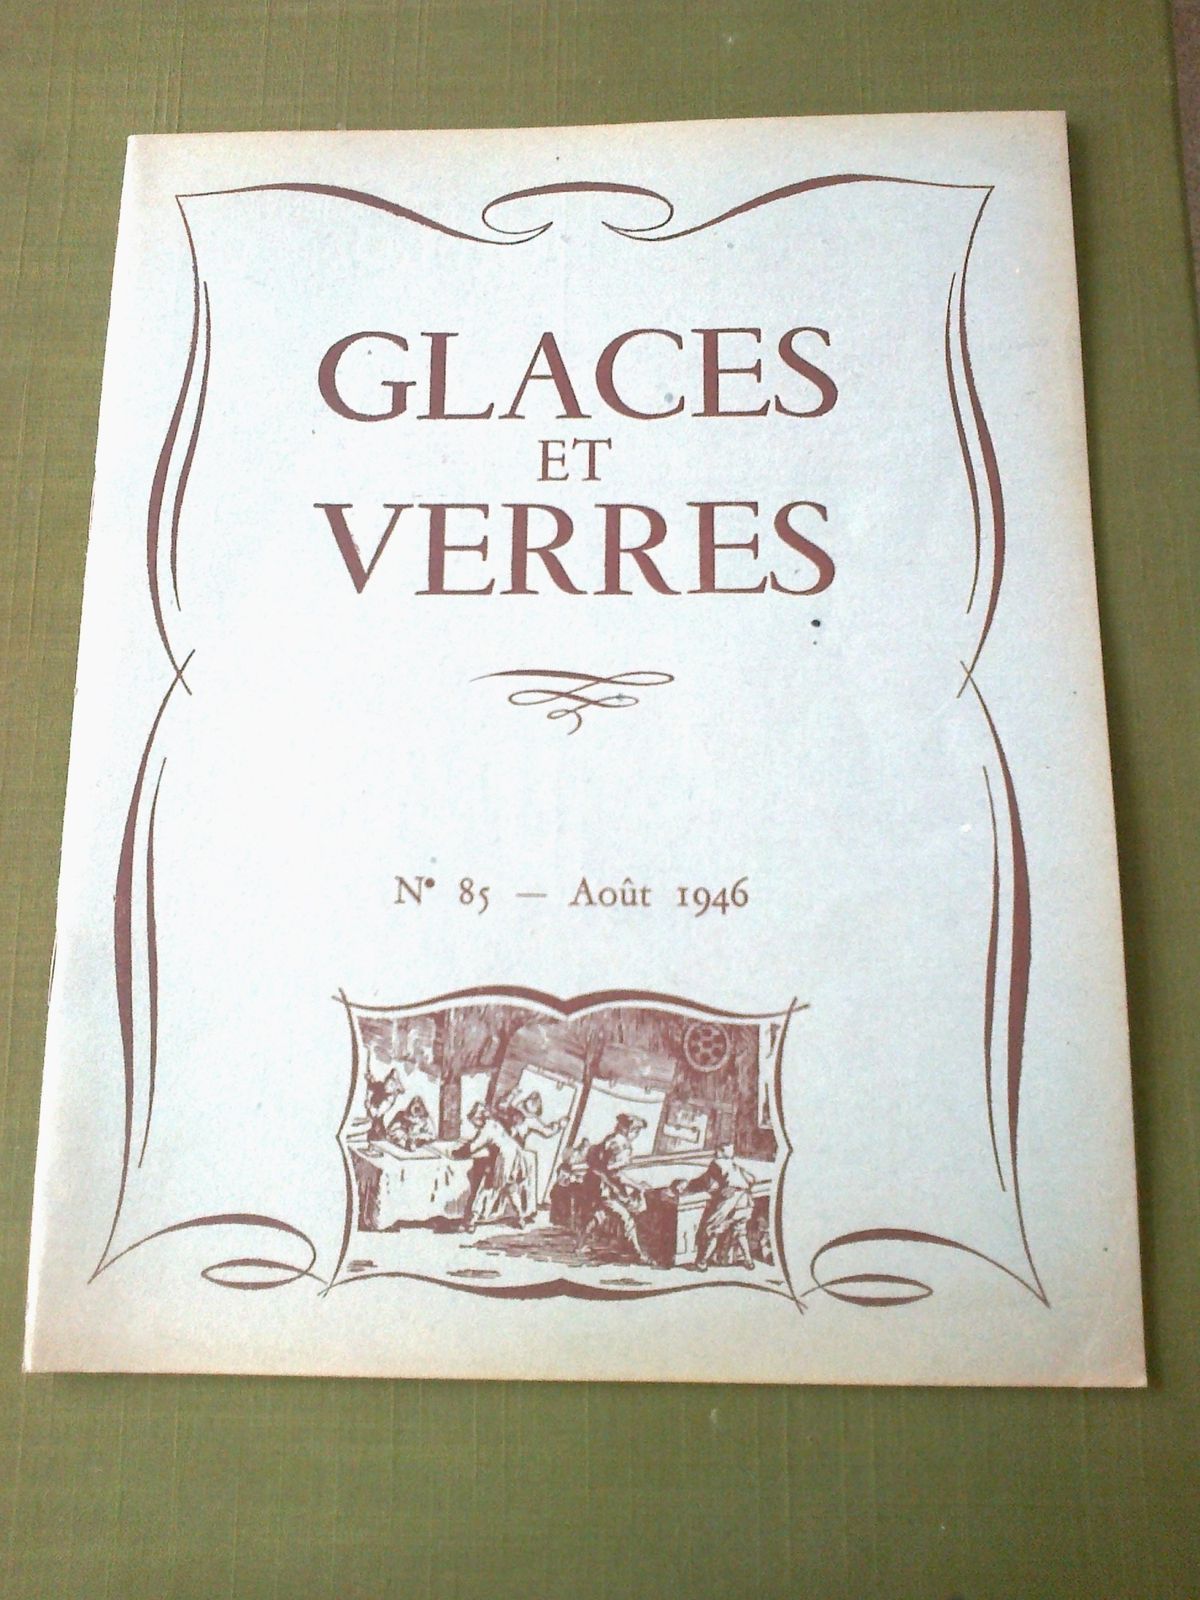 GLACES
ET
VERRES
N° 85 — Août 1946